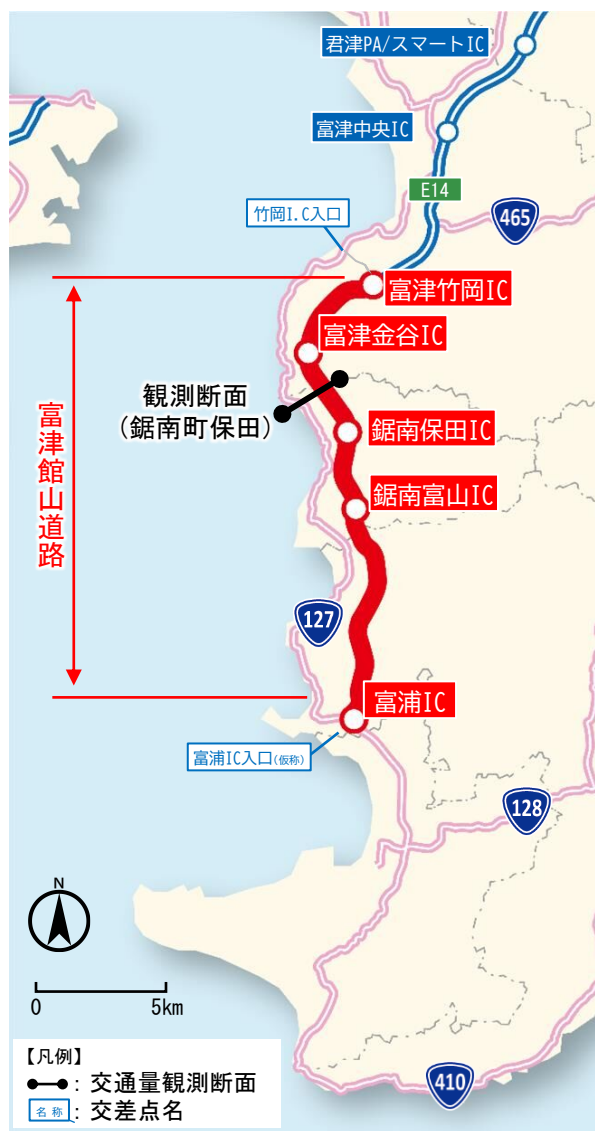 君津PA/スマートIC
富津中央IC
E14
竹岡I.C入口
465
富津竹岡IC
富津金谷IC
観測断面
(鋸南町保田)
鋸南保田IC
富津館山道路
鋸南富山IC
127
富浦IC
富浦IC入口(仮称)
128
N
0 5km
【凡例】
: 交通量観測断面
名称 : 交差点名
410